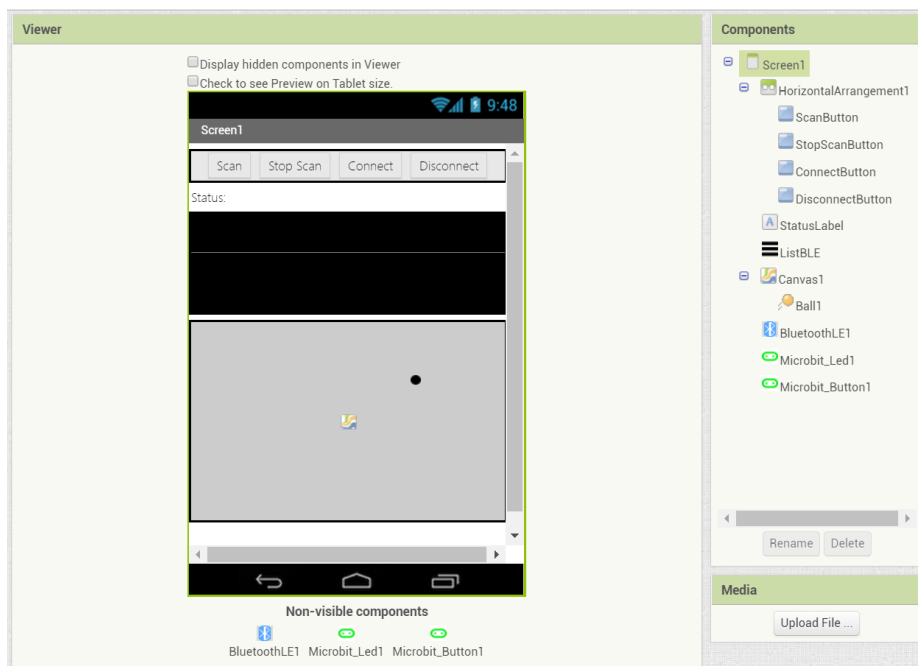 Viewer
Display hidden components in Viewer
Check to see Preview on Tablet size.
9:48
Screen1
Scan Stop Scan Connect Disconnect
Status:
Non-visible components
BluetoothLE1 Microbit_Led1 Microbit_Button1
Components
Screen1
HorizontalArrangement1
ScanButton
StopScanButton
ConnectButton
DisconnectButton
A StatusLabel
ListBLE
Canvas1
Ball1
BluetoothLE1
Microbit_Led1
Microbit_Button1
Rename Delete
Media
Upload File ...